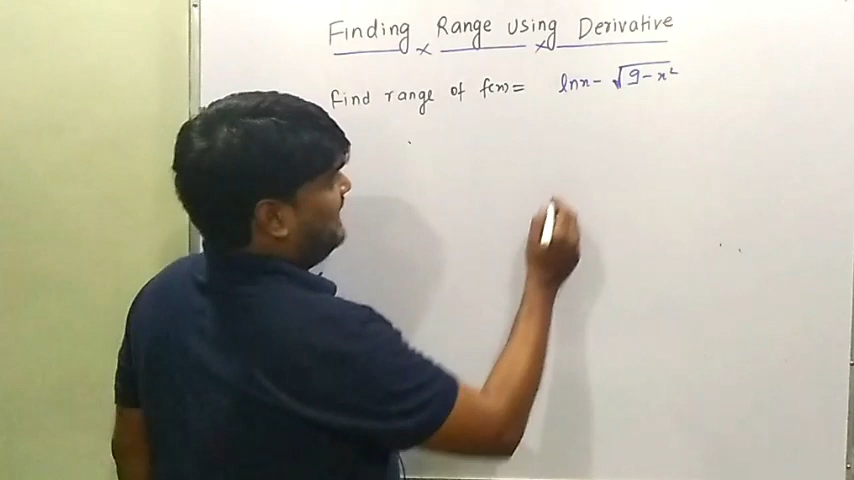 Finding Range Using Derivative
find range of f(x) = lnx - √9-x²